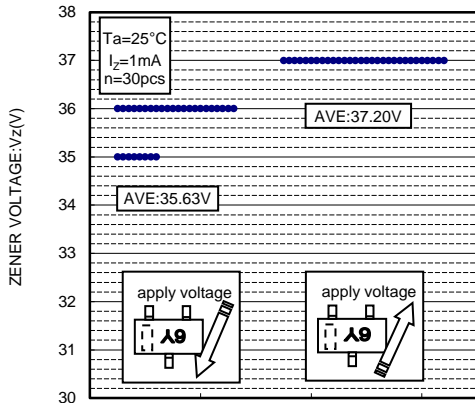 ZENER VOLTAGE:Vz(V)
38
37
36
35
34
33
32
31
30
Ta=25°C
I_Z=1mA
n=30pcs
AVE:37.20V
AVE:35.63V
apply voltage
6Y
apply voltage
6Y